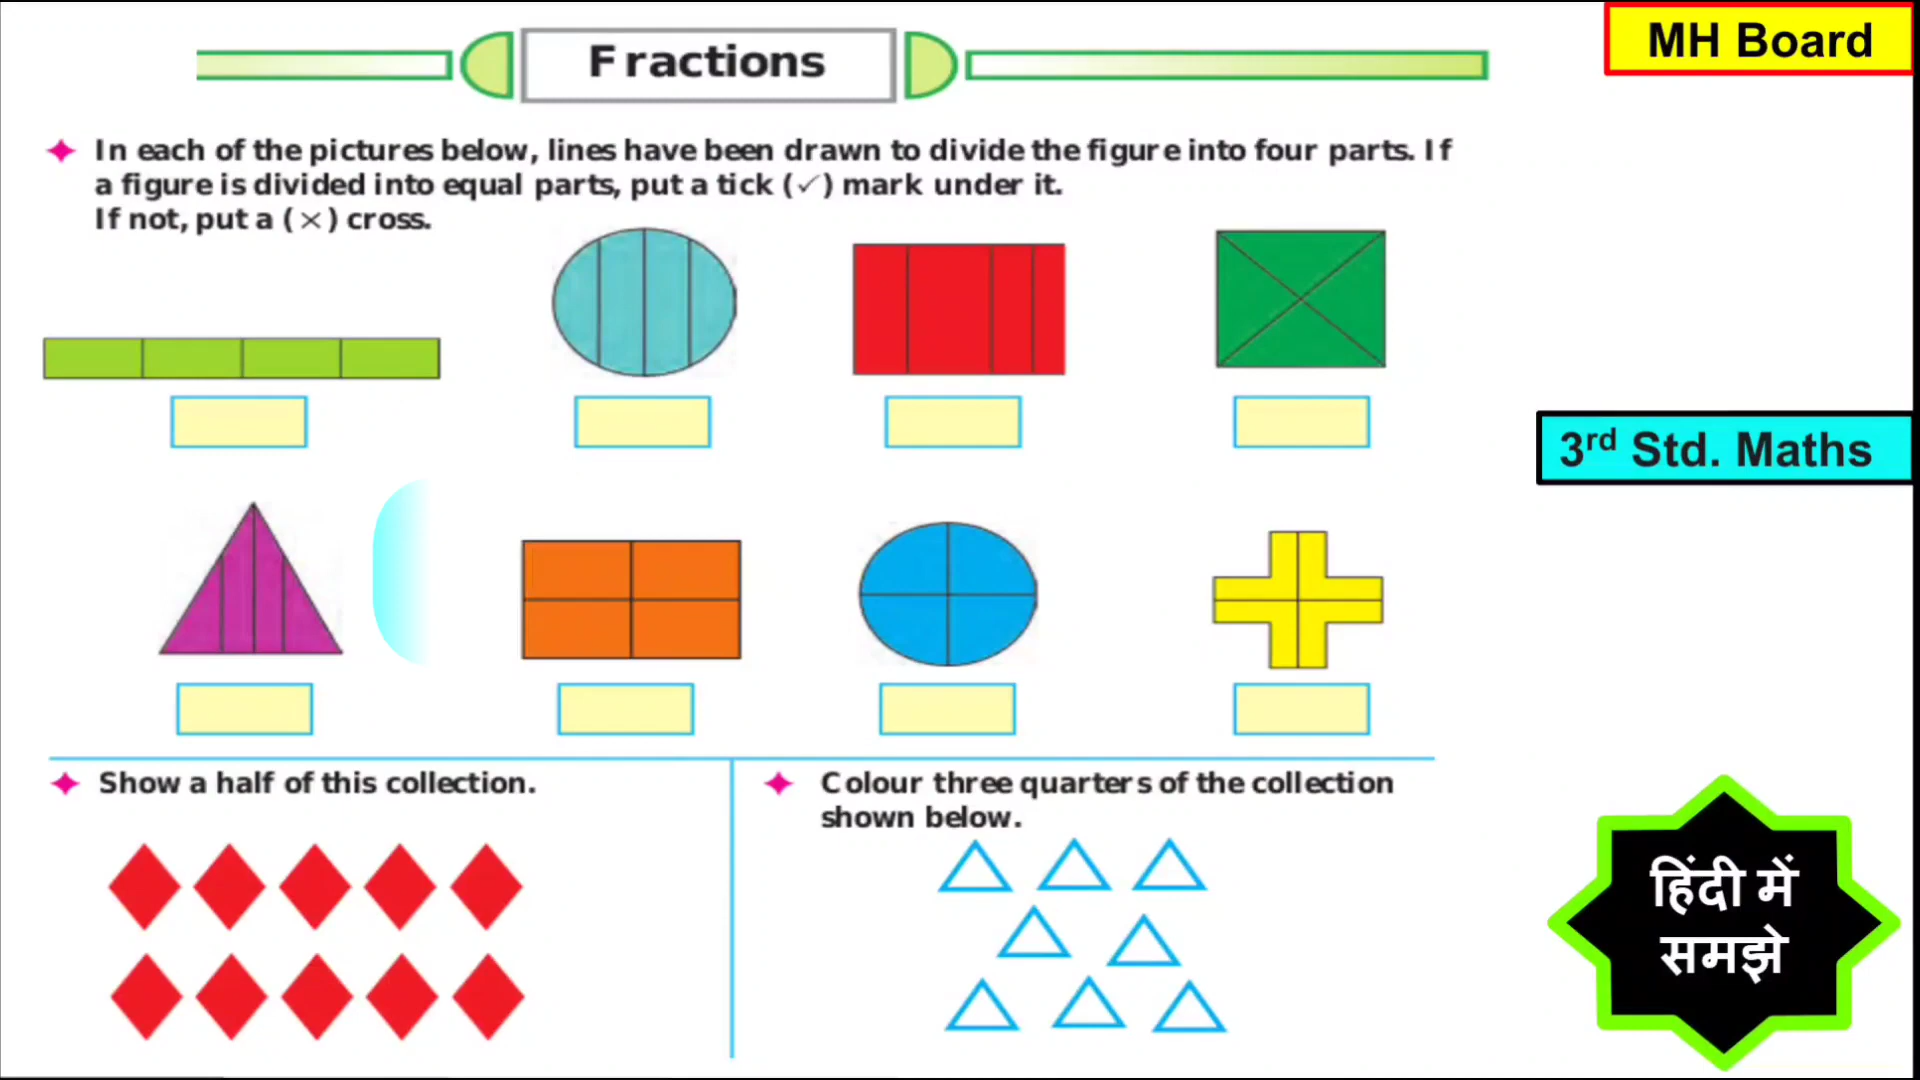 Fractions
MH Board
In each of the pictures below, lines have been drawn to divide the figure into four parts. If
a figure is divided into equal parts, put a tick (✓) mark under it.
If not, put a (×) cross.
3rd Std. Maths
Show a half of this collection.
Colour three quarters of the collection
shown below.
हिंदी में
समझे